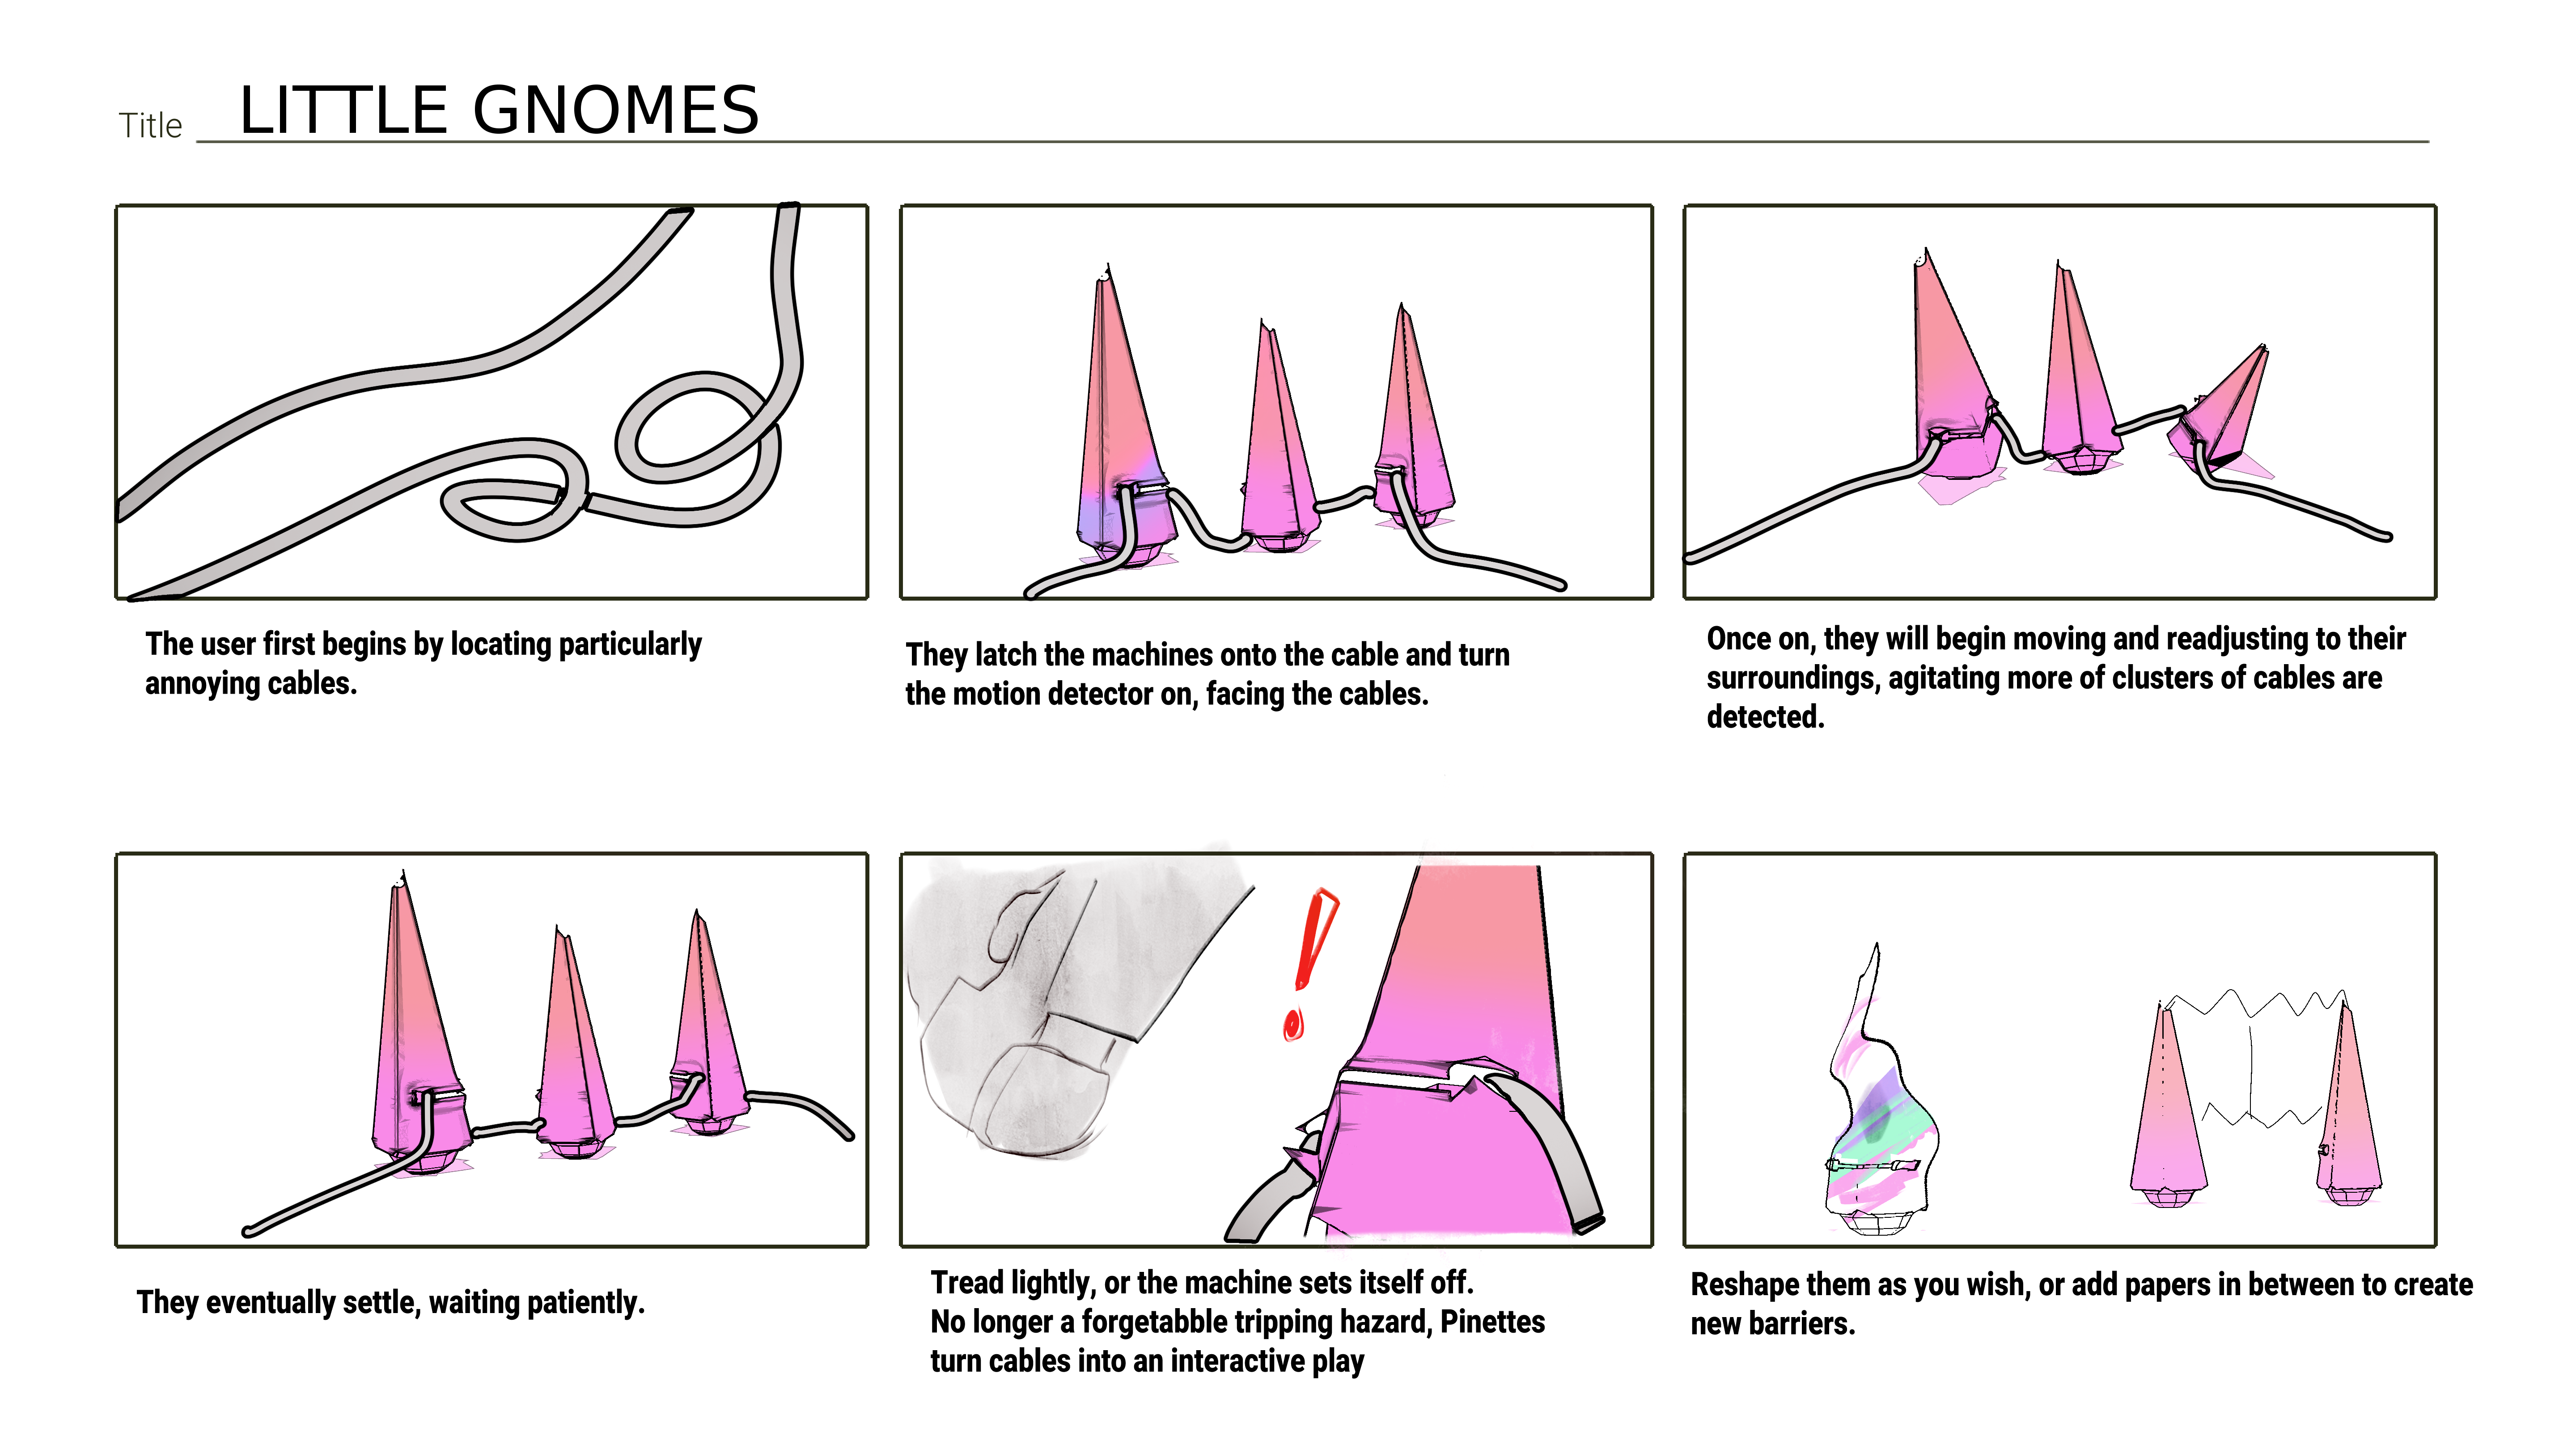 Title LITTLE GNOMES
The user first begins by locating particularly
annoying cables.
They latch the machines onto the cable and turn
the motion detector on, facing the cables.
Once on, they will begin moving and readjusting to their
surroundings, agitating more of clusters of cables are
detected.
They eventually settle, waiting patiently.
Tread lightly, or the machine sets itself off.
No longer a forgetabble tripping hazard, Pinettes
turn cables into an interactive play
Reshape them as you wish, or add papers in between to create
new barriers.